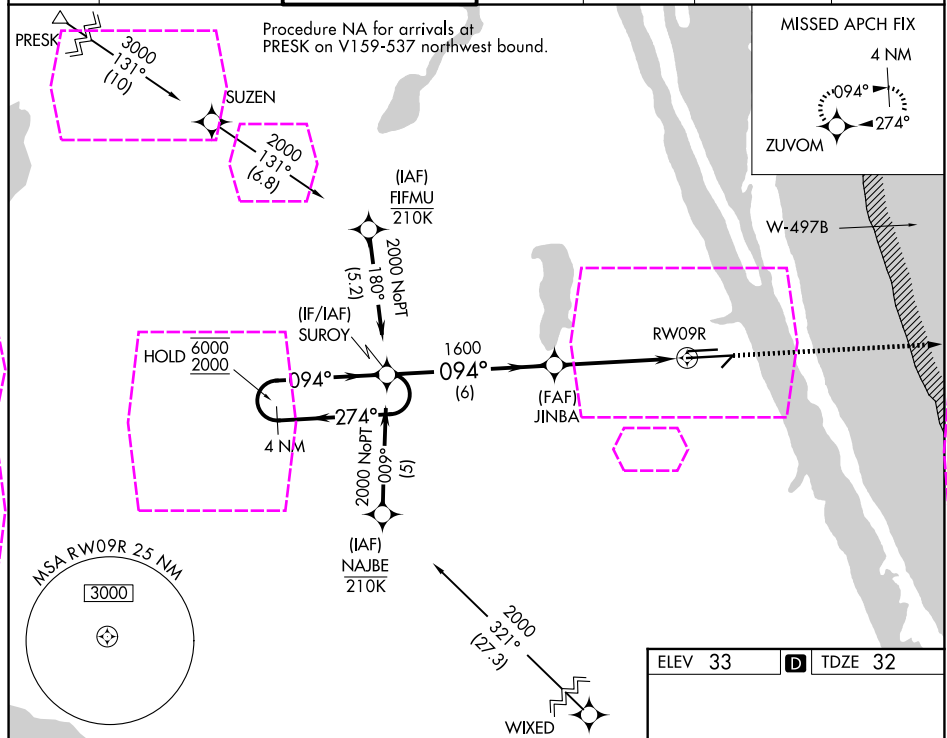 Procedure NA for arrivals at
PRESK on V159-537 northwest bound.
MISSED APCH FIX
4 NM
094°
274°
ZUVOM
PRESK
3000
131°
(10)
SUZEN
2000
131°
(6.8)
(IAF)
FIFMU
210K
2000 NoPT
180°
(5.2)
W-497B
(IF/IAF)
SUROY
HOLD
6000
2000
094°
1600
094°
(6)
RW09R
274°
4 NM
(FAF)
JINBA
2000 NoPT
009°
(5)
(IAF)
NAJBE
210K
MSA RW09R 25 NM
3000
2000
321°
(27.3)
WIXED
ELEV 33
D
TDZE 32